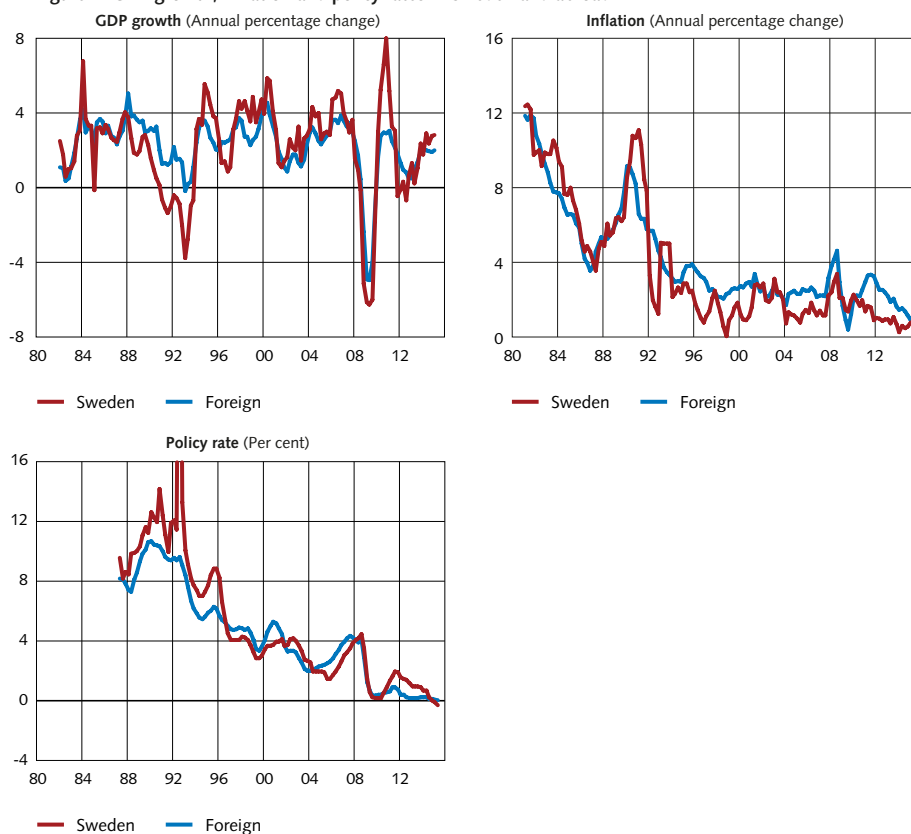 GDP growth (Annual percentage change)
8
4
0
-4
-8
80 84 88 92 96 00 04 08 12
Sweden Foreign
Inflation (Annual percentage change)
16
12
8
4
0
80 84 88 92 96 00 04 08 12
Sweden Foreign
Policy rate (Per cent)
16
12
8
4
0
-4
80 84 88 92 96 00 04 08 12
Sweden Foreign